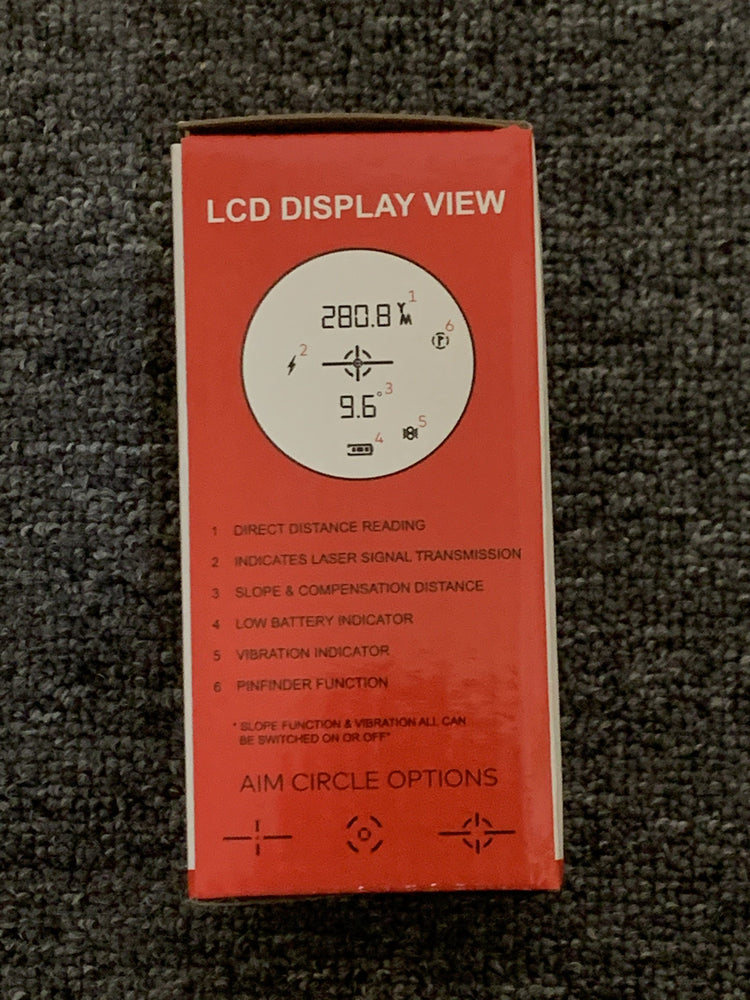 LCD DISPLAY VIEW
280.8 Y M 1
6
2
9.6° 3
5
4
1 DIRECT DISTANCE READING
2 INDICATES LASER SIGNAL TRANSMISSION
3 SLOPE & COMPENSATION DISTANCE
4 LOW BATTERY INDICATOR
5 VIBRATION INDICATOR
6 PINFINDER FUNCTION
* SLOPE FUNCTION & VIBRATION ALL CAN
BE SWITCHED ON OR OFF*
AIM CIRCLE OPTIONS